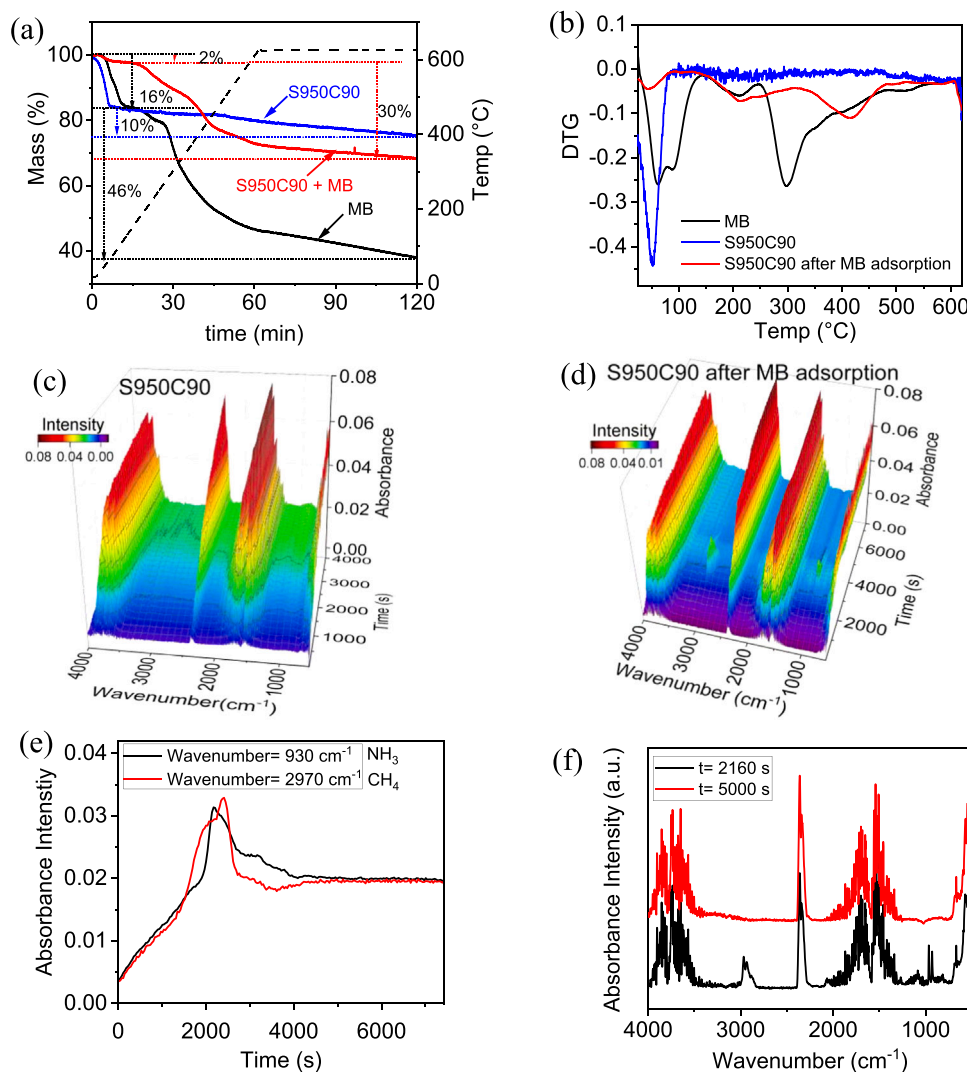 (a)
100
80
60
40
Mass (%)
0
30
60
90
120
time (min)
600
400
200
0
Temp (°C)
2%
16%
10%
46%
30%
S950C90
S950C90 + MB
MB
(b)
0.1
0.0
-0.1
-0.2
-0.3
-0.4
DTG
100
200
300
400
500
600
Temp (°C)
MB
S950C90
S950C90 after MB adsorption
(c)
S950C90
Intensity
0.08 0.04 0.00
0.08
0.06
0.04
0.02
0.00
Absorbance
4000
3000
2000
1000
Time (s)
4000
3000
2000
1000
Wavenumber(cm-1)
(d)
S950C90 after MB adsorption
Intensity
0.08 0.04 0.01
0.08
0.06
0.04
0.02
0.00
Absorbance
6000
4000
2000
Time (s)
4000
3000
2000
1000
Wavenumber (cm-1)
(e)
0.04
0.03
0.02
0.01
0.00
Absorbance Intenstiy
Wavenumber= 930 cm-1 NH3
Wavenumber= 2970 cm-1 CH4
0
2000
4000
6000
Time (s)
(f)
Absorbance Intensity (a.u.)
t= 2160 s
t= 5000 s
4000
3000
2000
1000
Wavenumber (cm-1)